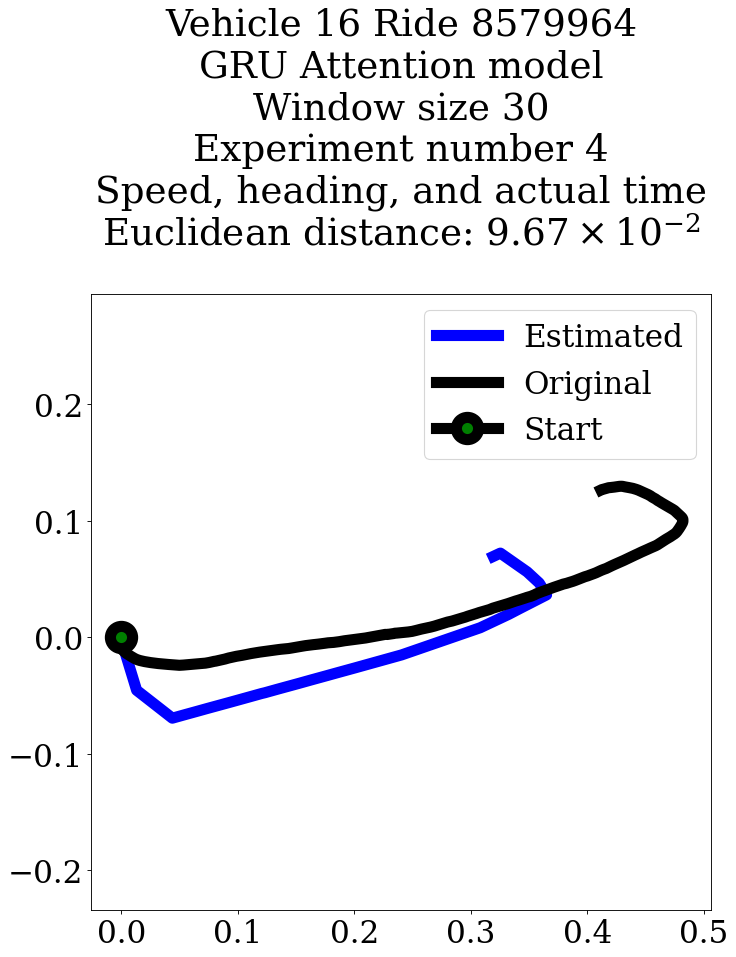 Vehicle 16 Ride 8579964
GRU Attention model
Window size 30
Experiment number 4
Speed, heading, and actual time
Euclidean distance: 9.67 × 10⁻²
Estimated
Original
Start
0.2
0.1
0.0
−0.1
−0.2
0.0 0.1 0.2 0.3 0.4 0.5